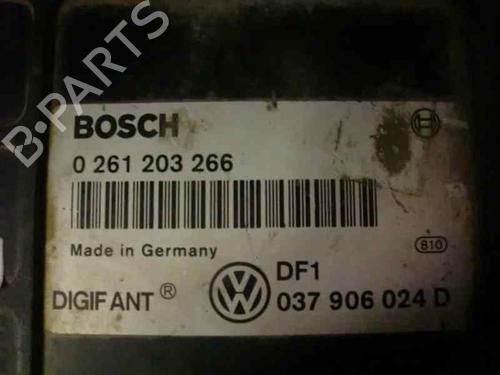 B-PARTS
BOSCH
0 261 203 266
Made in Germany
810
DIGIFANT®
DF1
037 906 024 D